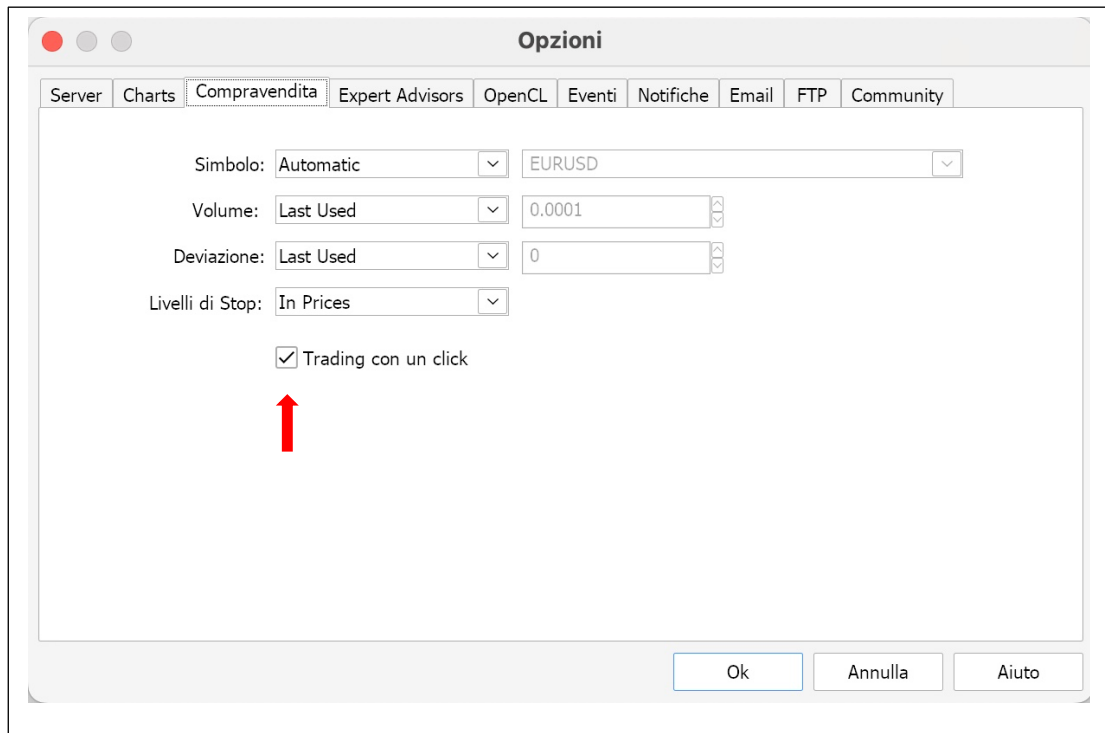 Opzioni
Server Charts Compravendita Expert Advisors OpenCL Eventi Notifiche Email FTP Community
Simbolo: Automatic EURUSD
Volume: Last Used 0.0001
Deviazione: Last Used 0
Livelli di Stop: In Prices
Trading con un click
Ok Annulla Aiuto